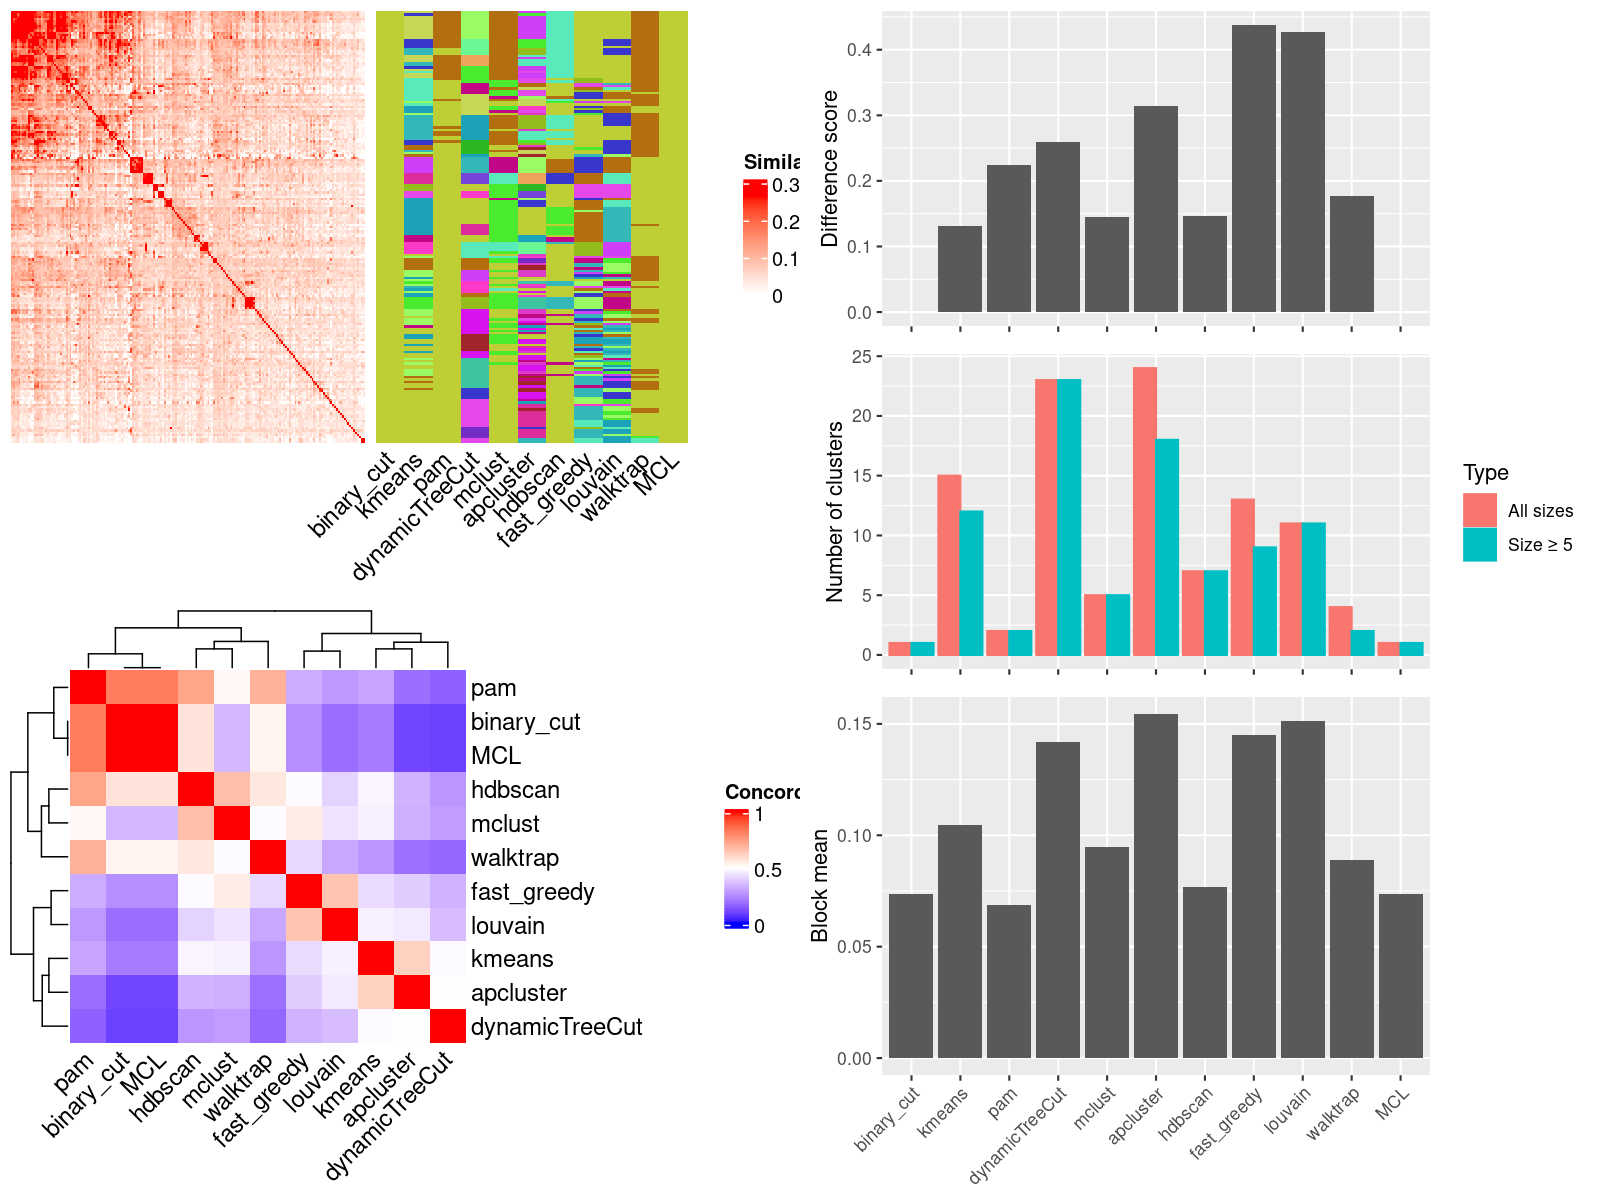 Simila
0.3
0.2
0.1
0
binary_cut
kmeans
pam
dynamicTreeCut
mclust
apcluster
hdbscan
fast_greedy
louvain
walktrap
MCL
pam
binary_cut
MCL
hdbscan
mclust
walktrap
fast_greedy
louvain
kmeans
apcluster
dynamicTreeCut
pam
binary_cut
MCL
hdbscan
mclust
walktrap
fast_greedy
louvain
kmeans
apcluster
dynamicTreeCut
Concord
1
0.5
0
Difference score
0.4
0.3
0.2
0.1
0.0
Number of clusters
25
20
15
10
5
0
Type
All sizes
Size ≥ 5
Block mean
0.15
0.10
0.05
0.00
binary_cut
kmeans
pam
dynamicTreeCut
mclust
apcluster
hdbscan
fast_greedy
louvain
walktrap
MCL